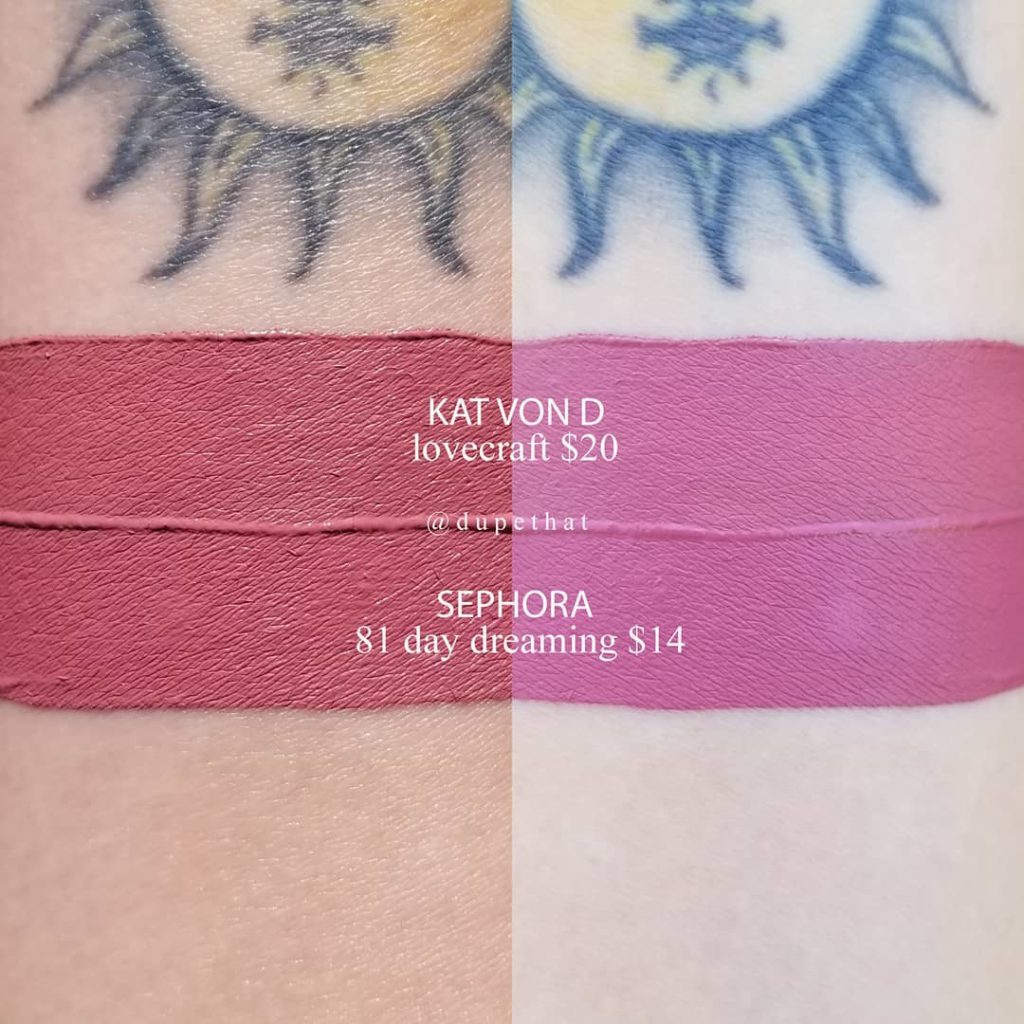 KAT VON D
lovecraft $20
@dupethat
SEPHORA
81 day dreaming $14